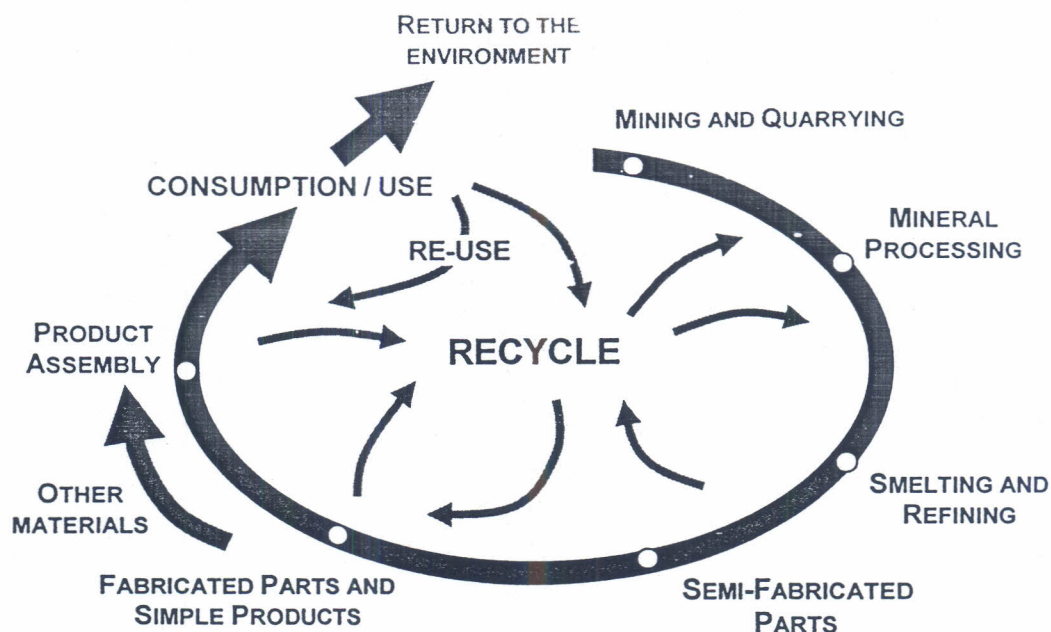 RETURN TO THE
ENVIRONMENT
MINING AND QUARRYING
CONSUMPTION / USE
MINERAL
PROCESSING
RE-USE
PRODUCT
ASSEMBLY
RECYCLE
OTHER
MATERIALS
SMELTING AND
REFINING
FABRICATED PARTS AND
SIMPLE PRODUCTS
SEMI-FABRICATED
PARTS